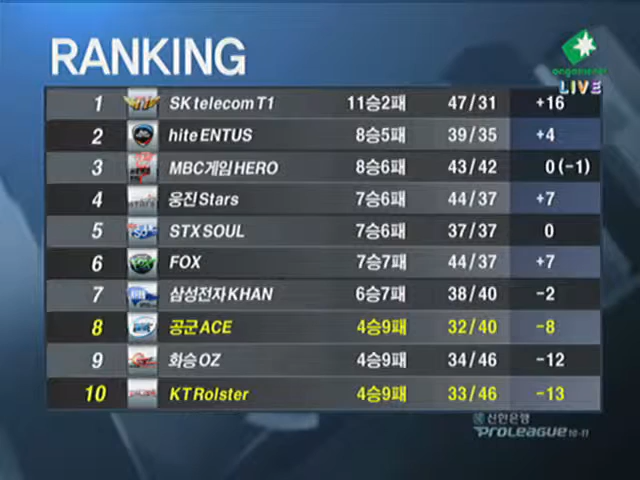 RANKING
ongamenet
LIVE
1 SK telecom T1 11승2패 47/31 +16
2 hite ENTUS 8승5패 39/35 +4
3 MBC게임 HERO 8승6패 43/42 0(-1)
4 웅진 Stars 7승6패 44/37 +7
5 STX SOUL 7승6패 37/37 0
6 FOX 7승7패 44/37 +7
7 삼성전자 KHAN 6승7패 38/40 -2
8 공군 ACE 4승9패 32/40 -8
9 화승 OZ 4승9패 34/46 -12
10 KT Rolster 4승9패 33/46 -13
신한은행
PROLEAGUE 10-11